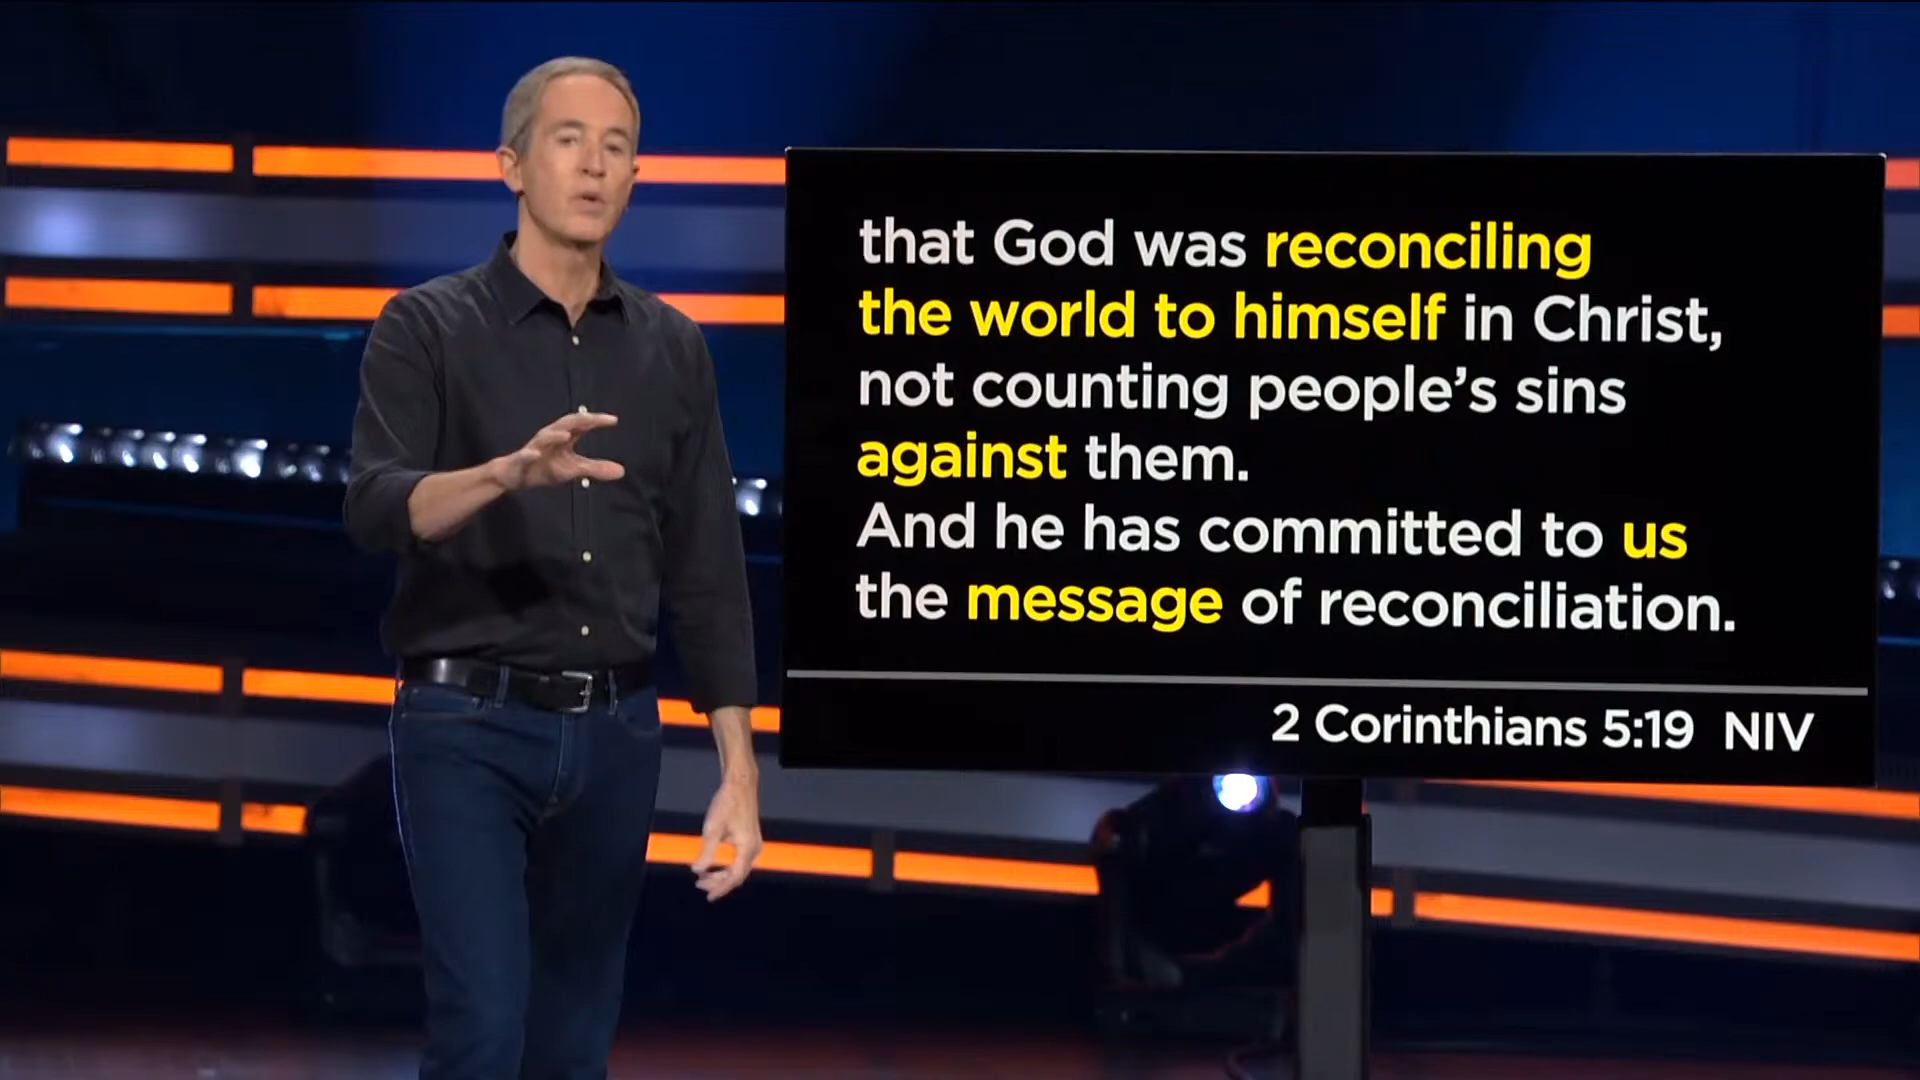 that God was reconciling
the world to himself in Christ,
not counting people’s sins
against them.
And he has committed to us
the message of reconciliation.
2 Corinthians 5:19 NIV